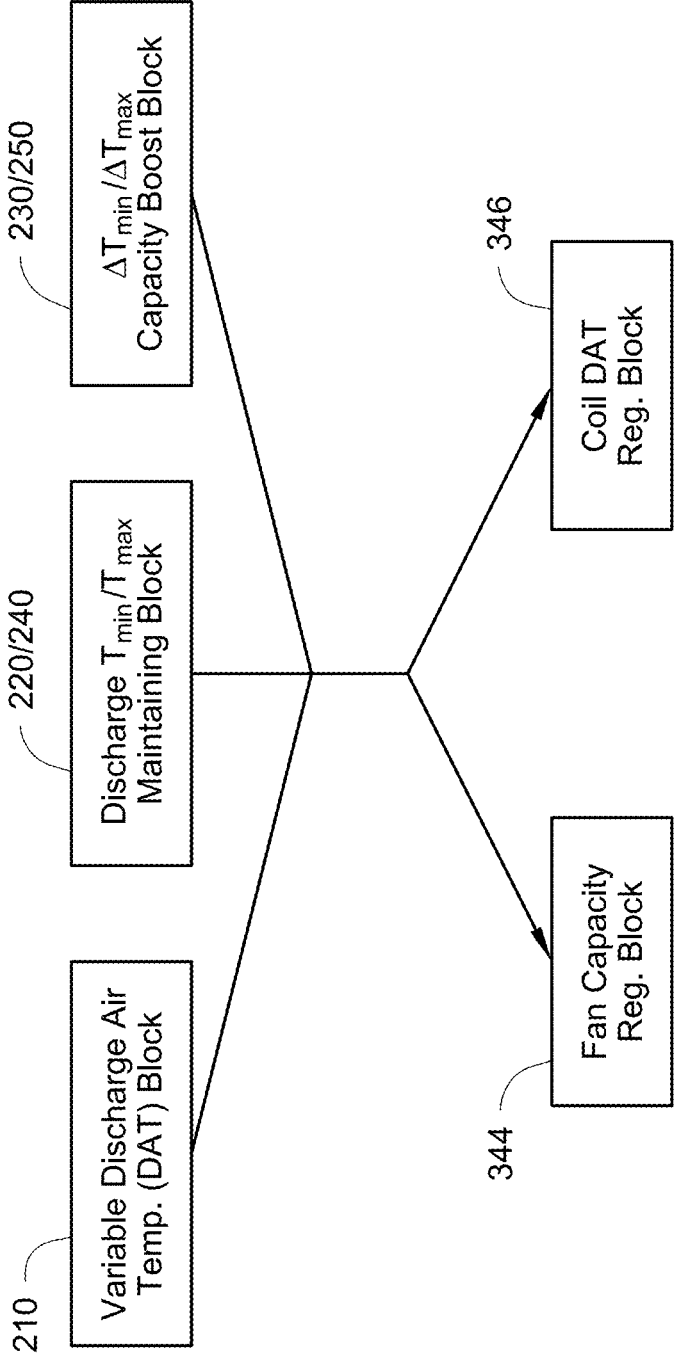 210
Variable Discharge Air
Temp. (DAT) Block
220/240
Discharge Tmin/Tmax
Maintaining Block
230/250
ΔTmin/ΔTmax
Capacity Boost Block
344
Fan Capacity
Reg. Block
346
Coil DAT
Reg. Block